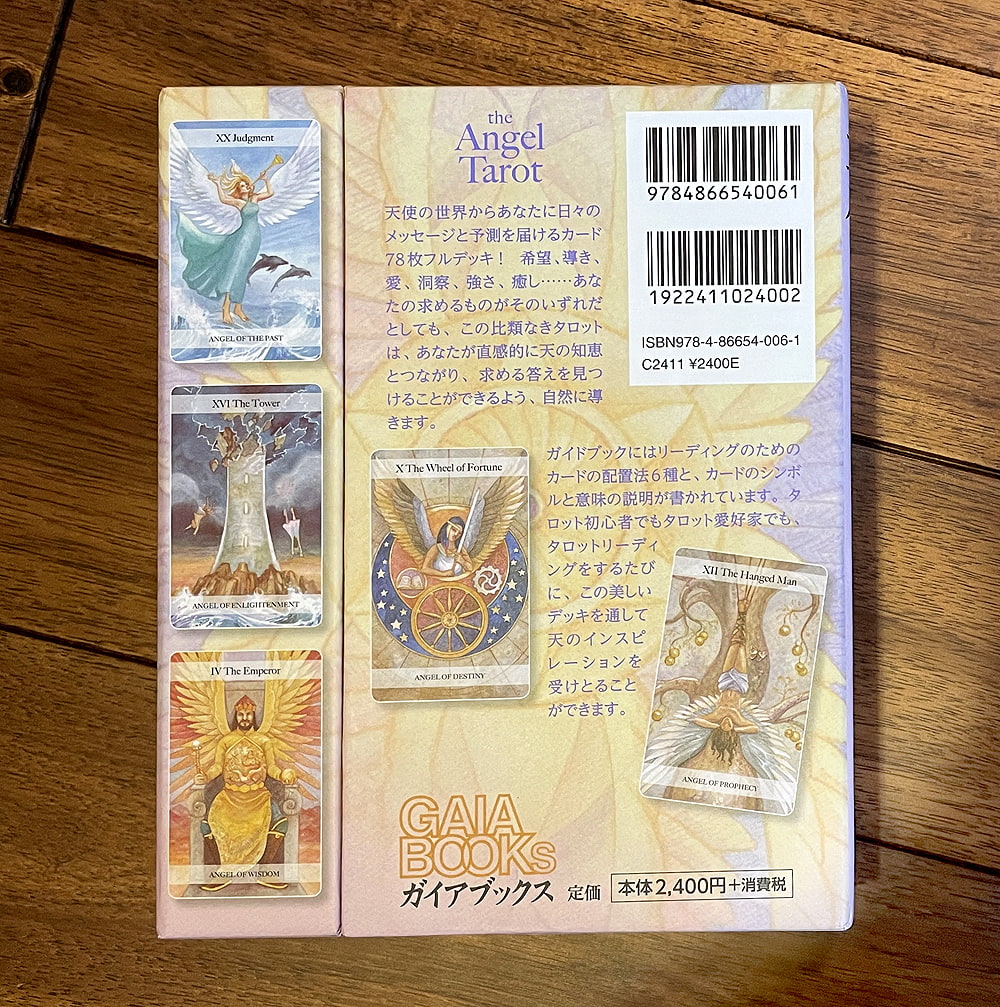 XX Judgment
ANGEL OF THE PAST
XVI The Tower
ANGEL OF ENLIGHTENMENT
IV The Emperor
ANGEL OF WISDOM
the
Angel
Tarot
天使の世界からあなたに日々の
メッセージと予測を届けるカード
78枚フルデッキ！ 希望、導き、
愛、洞察、強さ、癒し……あな
たの求めるものがそのいずれだ
としても、この比類なきタロット
は、あなたが直感的に天の知恵
とつながり、求める答えを見つ
けることができるよう、自然に導
きます。
9784866540061
1922411024002
ISBN978-4-86654-006-1
C2411 ¥2400E
ガイドブックにはリーディングのための
カードの配置法6種と、カードのシンボ
ルと意味の説明が書かれています。タ
ロット初心者でもタロット愛好家でも、
タロットリーディ
ングをするたび
に、この美しい
デッキを通して
天のインスピ
レーションを
受けとること
ができます。
X The Wheel of Fortune
ANGEL OF DESTINY
XII The Hanged Man
ANGEL OF PROPHECY
GAIA
BOOKS
ガイアブックス 定価 本体2,400円+消費税